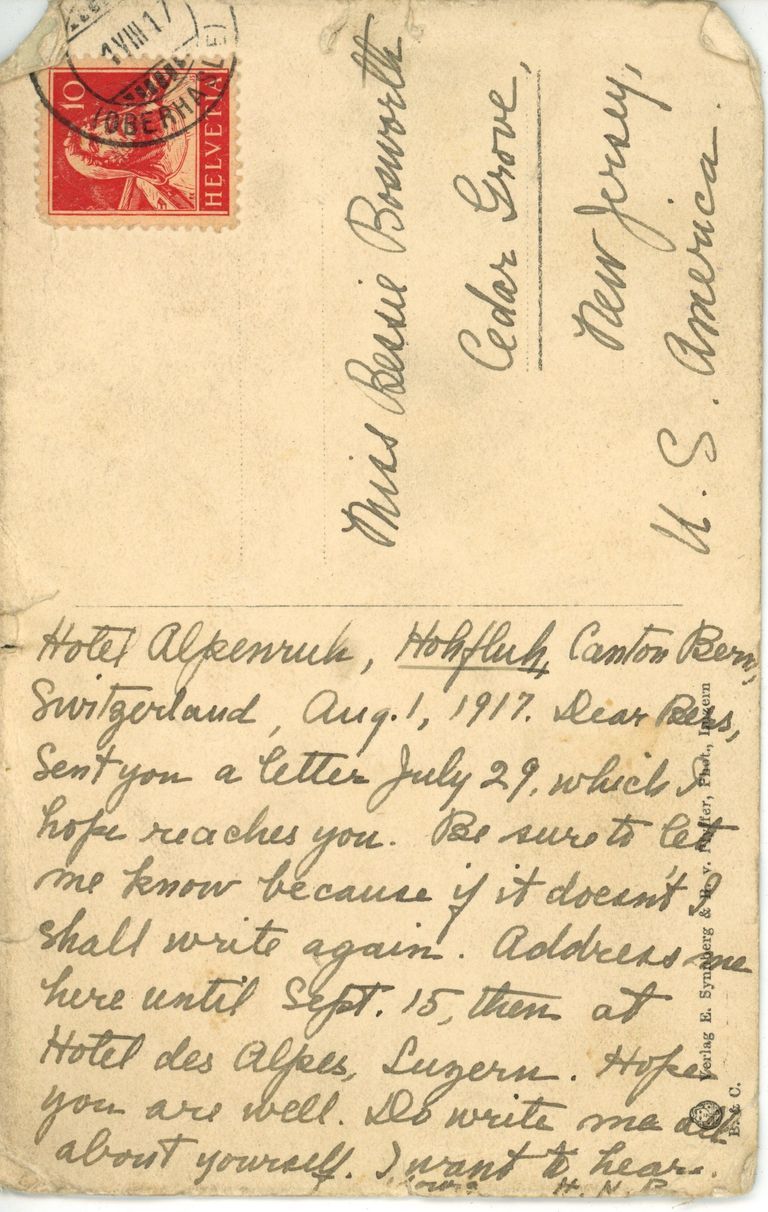 1 VIII 17
(OBERHASLE)
10
HELVETIA
Miss Bessie Bosworth
Cedar Grove,
New Jersey,
U. S. America.
Hotel Alpenruh, Hohfluh, Canton Bern,
Switzerland, Aug. 1, 1917. Dear Bess,
Sent you a letter July 29, which I
hope reaches you. Be sure to let
me know because if it doesn't I
shall write again. Address me
here until Sept. 15, then at
Hotel des Alpes, Luzern. Hope
you are well. Do write me all
about yourself. I want to hear.
H. N. P.
Verlag E. Synnberg & R. v. Pfyffer, Phot., Luzern
B. & C.